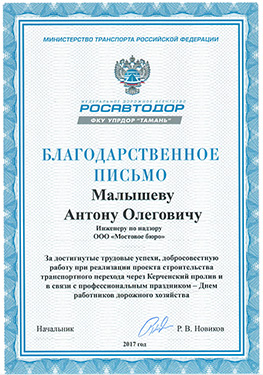 МИНИСТЕРСТВО ТРАНСПОРТА РОССИЙСКОЙ ФЕДЕРАЦИИ
ФЕДЕРАЛЬНОЕ ДОРОЖНОЕ АГЕНТСТВО
РОСАВТОДОР
ФКУ УПРДОР "ТАМАНЬ"
БЛАГОДАРСТВЕННОЕ
ПИСЬМО
Малышеву
Антону Олеговичу
Инженеру по надзору
ООО «Мостовое бюро»
За достигнутые трудовые успехи, добросовестную
работу при реализации проекта строительства
транспортного перехода через Керченский пролив и
в связи с профессиональным праздником – Днем
работников дорожного хозяйства
Начальник Р. В. Новиков
2017 год